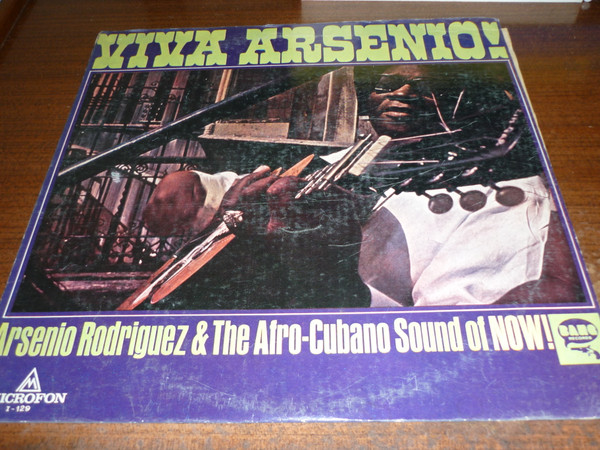 VIVA ARSENIO!
Arsenio Rodriguez & The Afro-Cubano Sound of NOW!
BANG
RECORDS
MICROFON
I-129